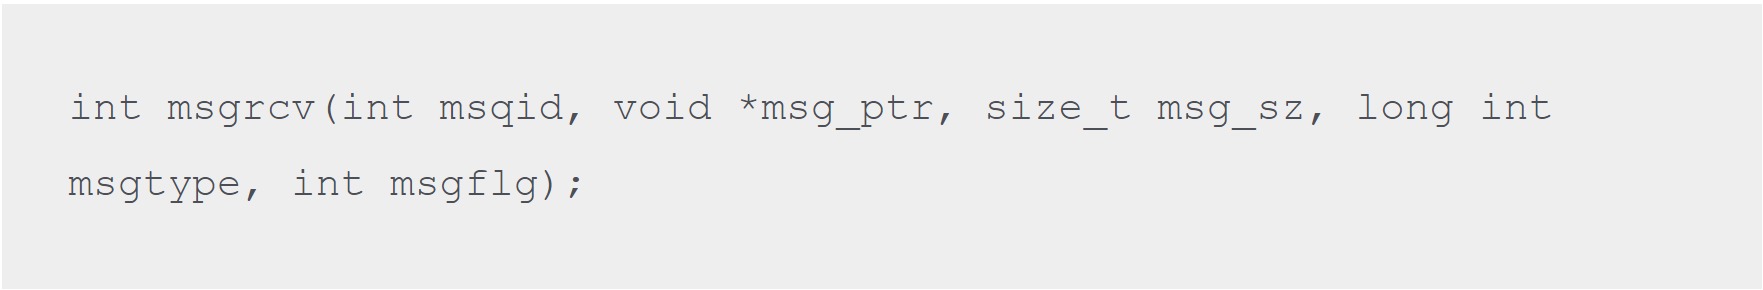 int msgrcv(int msqid, void *msg_ptr, size_t msg_sz, long int
msgtype, int msgflg);